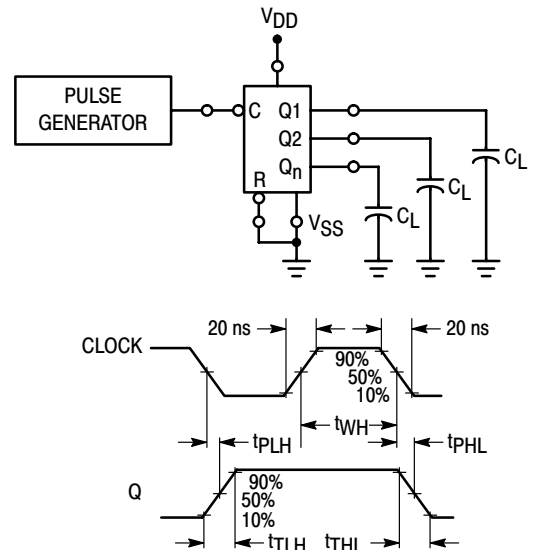 VDD
PULSE
GENERATOR
C
Q1
Q2
Qn
R
VSS
CL
CL
CL
20 ns
20 ns
CLOCK
90%
50%
10%
tWH
tPLH
tPHL
Q
90%
50%
10%
tTLH
tTHL